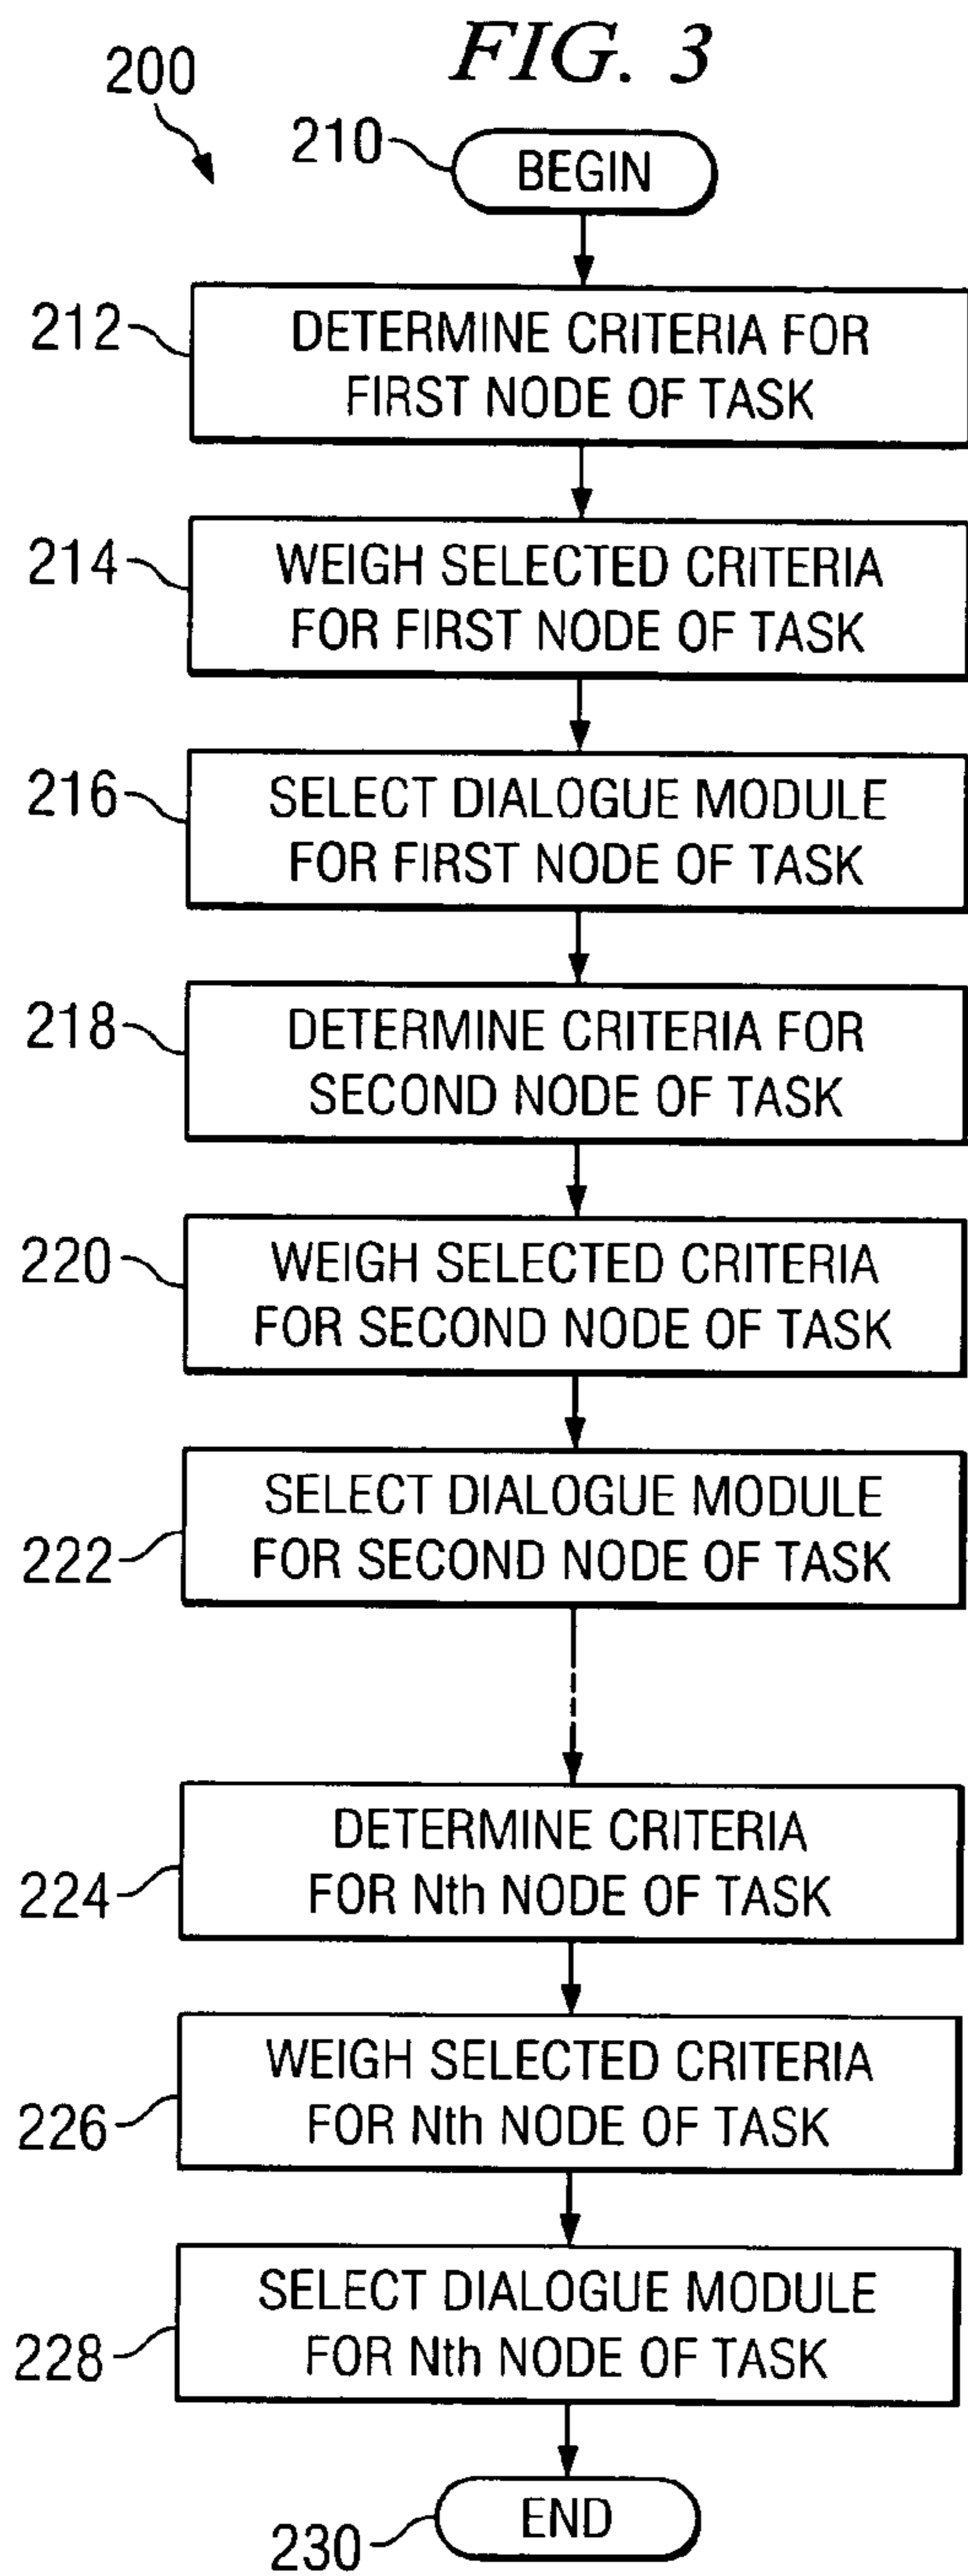 FIG. 3
200
210
BEGIN
212
DETERMINE CRITERIA FOR
FIRST NODE OF TASK
214
WEIGH SELECTED CRITERIA
FOR FIRST NODE OF TASK
216
SELECT DIALOGUE MODULE
FOR FIRST NODE OF TASK
218
DETERMINE CRITERIA FOR
SECOND NODE OF TASK
220
WEIGH SELECTED CRITERIA
FOR SECOND NODE OF TASK
222
SELECT DIALOGUE MODULE
FOR SECOND NODE OF TASK
224
DETERMINE CRITERIA
FOR Nth NODE OF TASK
226
WEIGH SELECTED CRITERIA
FOR Nth NODE OF TASK
228
SELECT DIALOGUE MODULE
FOR Nth NODE OF TASK
230
END